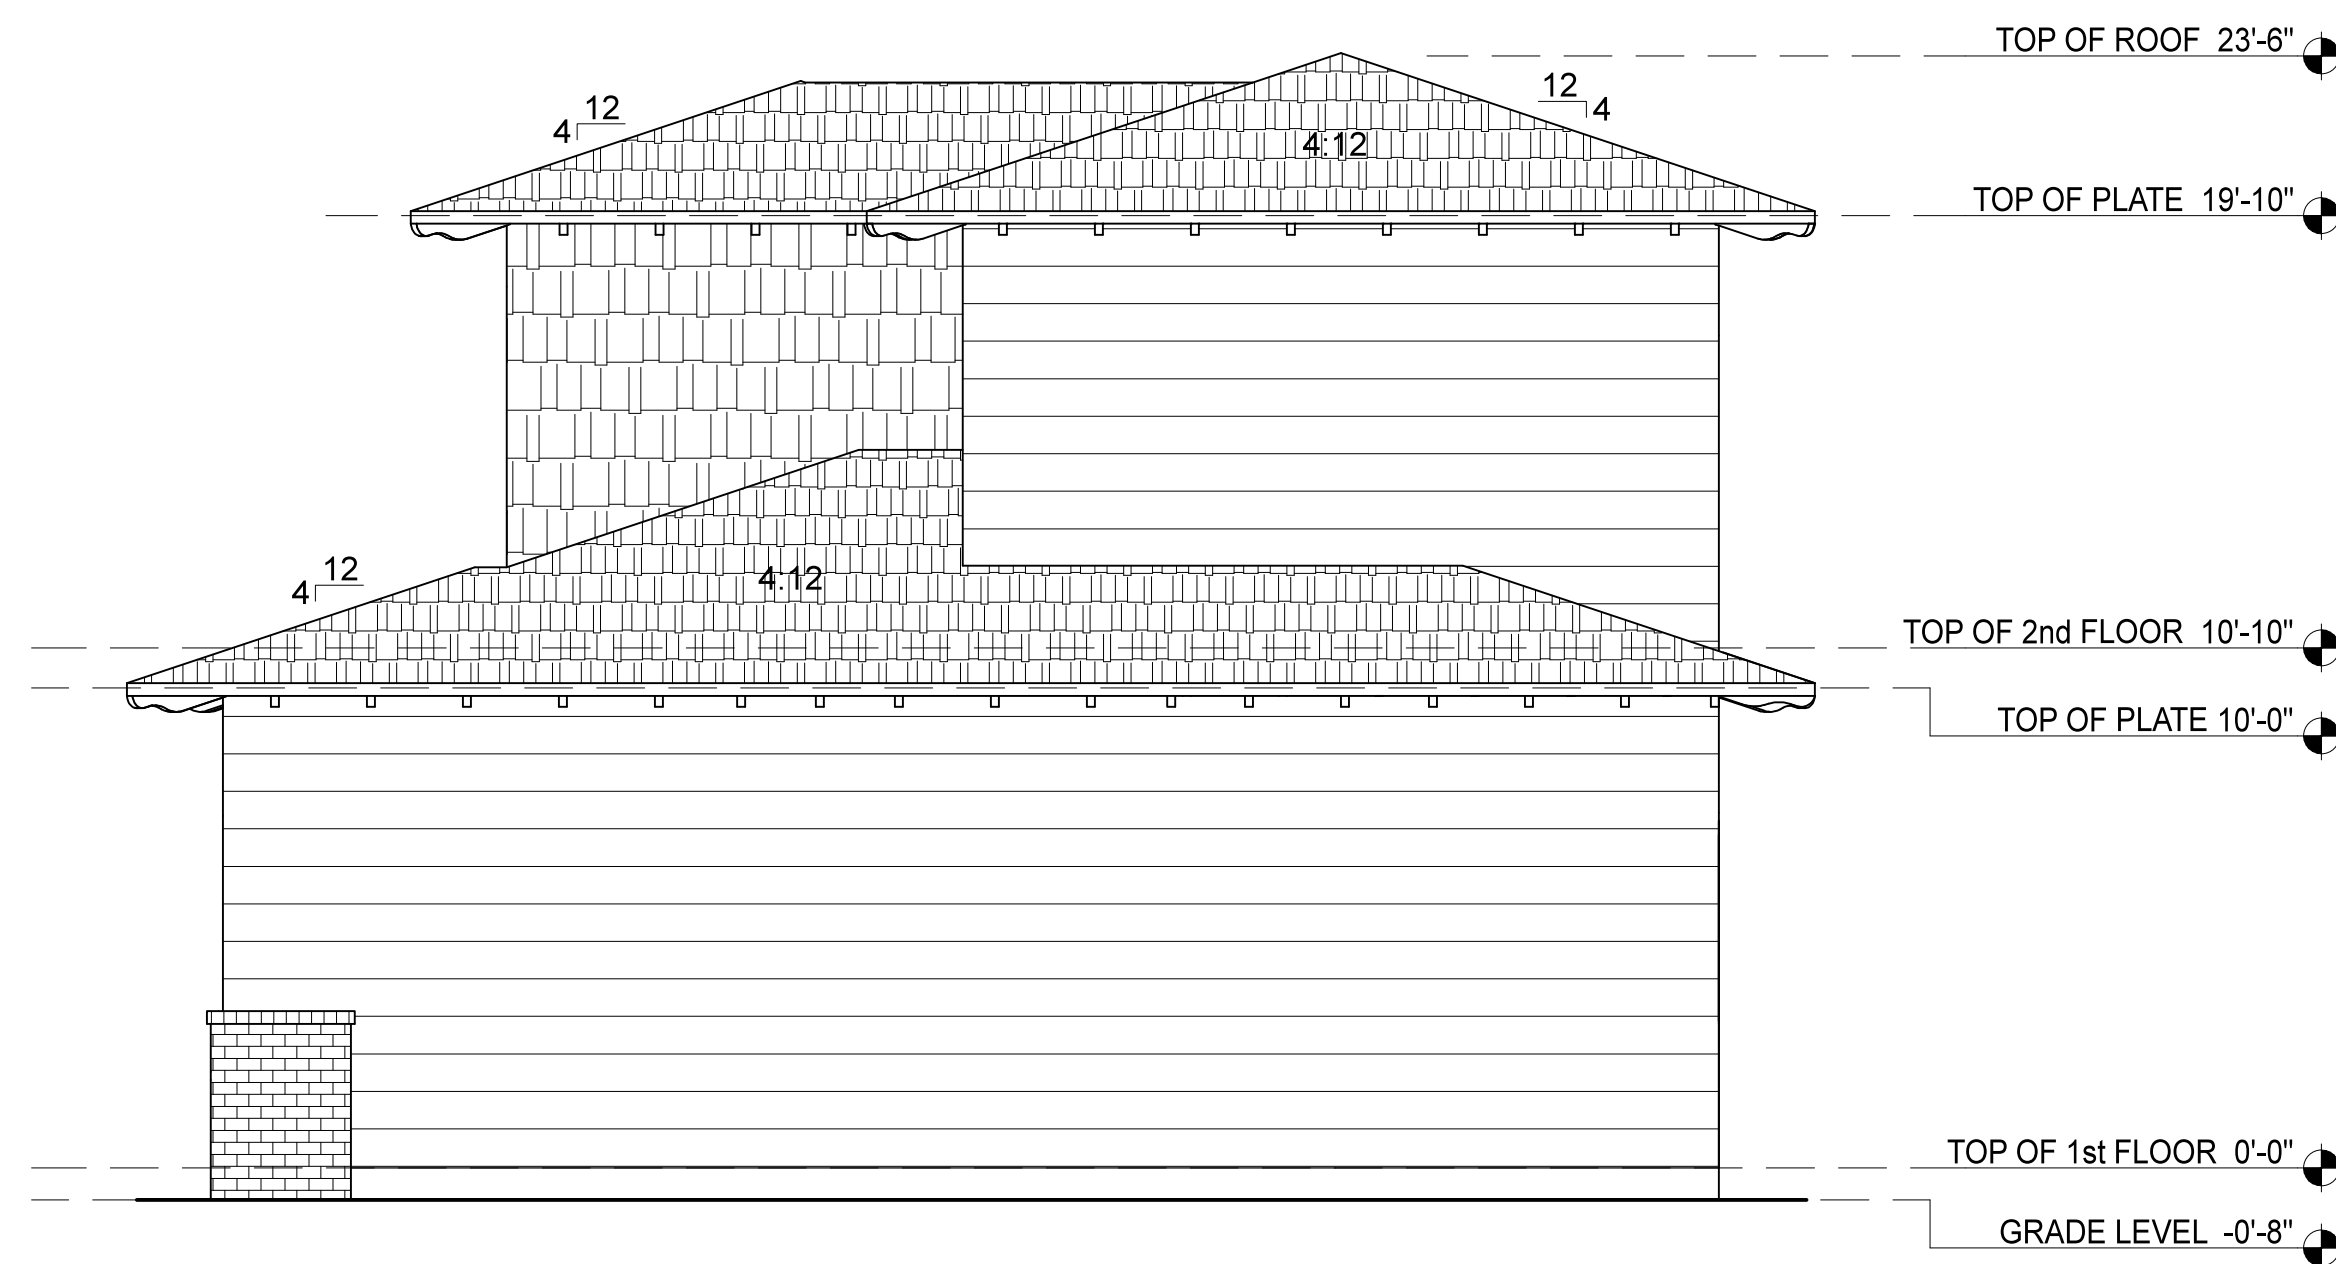 TOP OF ROOF 23'-6"
12
4
12
4
4:12
TOP OF PLATE 19'-10"
12
4
4:12
TOP OF 2nd FLOOR 10'-10"
TOP OF PLATE 10'-0"
TOP OF 1st FLOOR 0'-0"
GRADE LEVEL -0'-8"